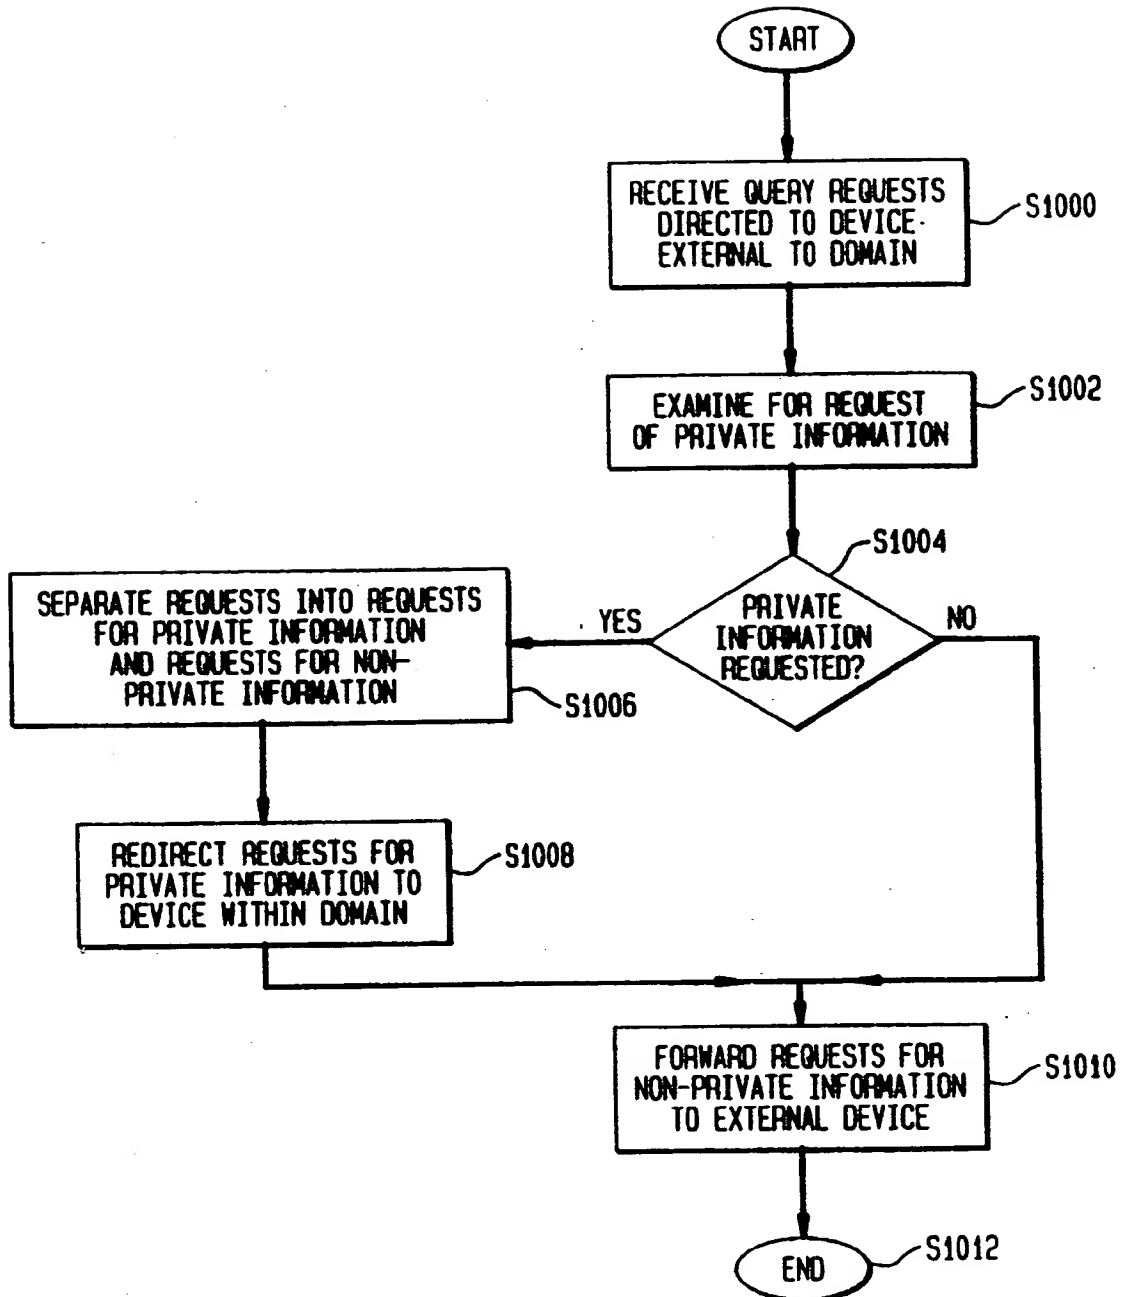 START
RECEIVE QUERY REQUESTS
DIRECTED TO DEVICE
EXTERNAL TO DOMAIN
S1000
EXAMINE FOR REQUEST
OF PRIVATE INFORMATION
S1002
S1004
PRIVATE
INFORMATION
REQUESTED?
YES
NO
SEPARATE REQUESTS INTO REQUESTS
FOR PRIVATE INFORMATION
AND REQUESTS FOR NON-
PRIVATE INFORMATION
S1006
REDIRECT REQUESTS FOR
PRIVATE INFORMATION TO
DEVICE WITHIN DOMAIN
S1008
FORWARD REQUESTS FOR
NON-PRIVATE INFORMATION
TO EXTERNAL DEVICE
S1010
END
S1012